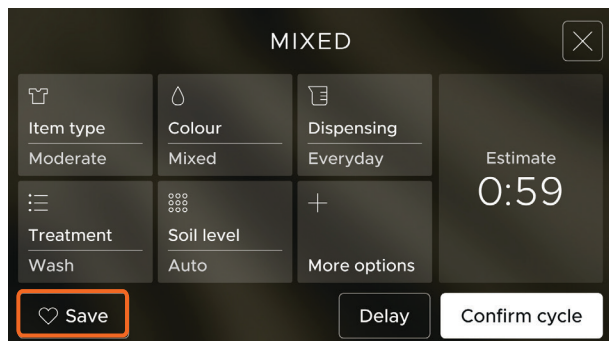 MIXED
Item type
Moderate
Colour
Mixed
Dispensing
Everyday
Estimate
0:59
Treatment
Wash
Soil level
Auto
More options
Save
Delay
Confirm cycle